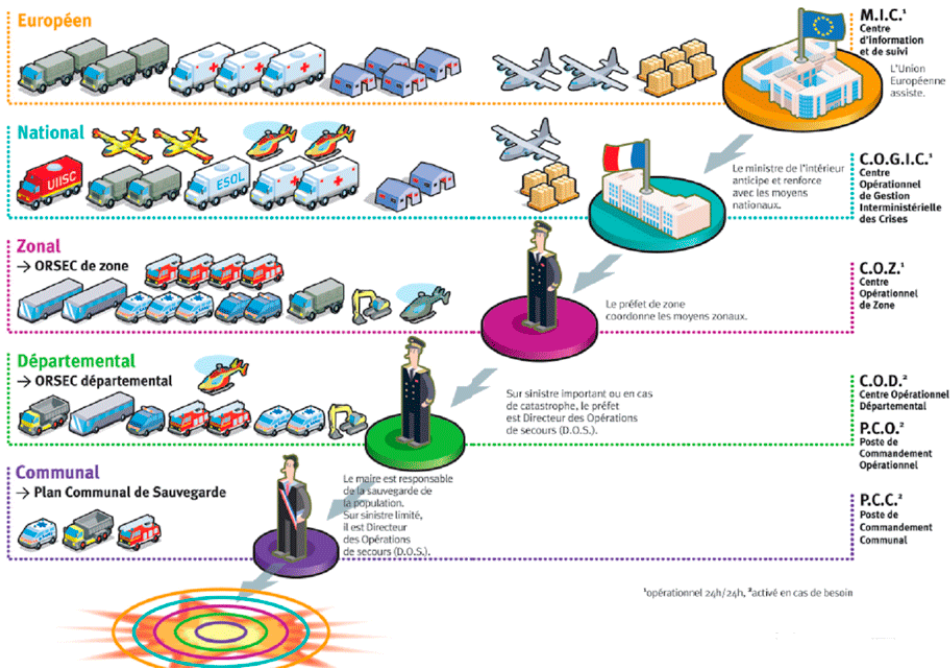 Européen
M.I.C.¹
Centre
d'information
et de suivi
L'Union
Européenne
assiste.
National
UIISC
ESOL
Le ministre de l'intérieur
anticipe et renforce
avec les moyens
nationaux.
C.O.G.I.C.¹
Centre
Opérationnel
de Gestion
Interministérielle
des Crises
Zonal
→ ORSEC de zone
Le préfet de zone
coordonne les moyens zonaux.
C.O.Z.¹
Centre
Opérationnel
de Zone
Départemental
→ ORSEC départemental
Sur sinistre important ou en cas
de catastrophe, le préfet
est Directeur des Opérations
de secours (D.O.S.).
C.O.D.²
Centre Opérationnel
Départemental
P.C.O.²
Poste de
Commandement
Opérationnel
Communal
→ Plan Communal de Sauvegarde
Le maire est responsable
de la sauvegarde de
la population.
Sur sinistre limité,
il est Directeur
des Opérations
de secours (D.O.S.).
P.C.C.²
Poste de
Commandement
Communal
¹opérationnel 24h/24h, ²activé en cas de besoin